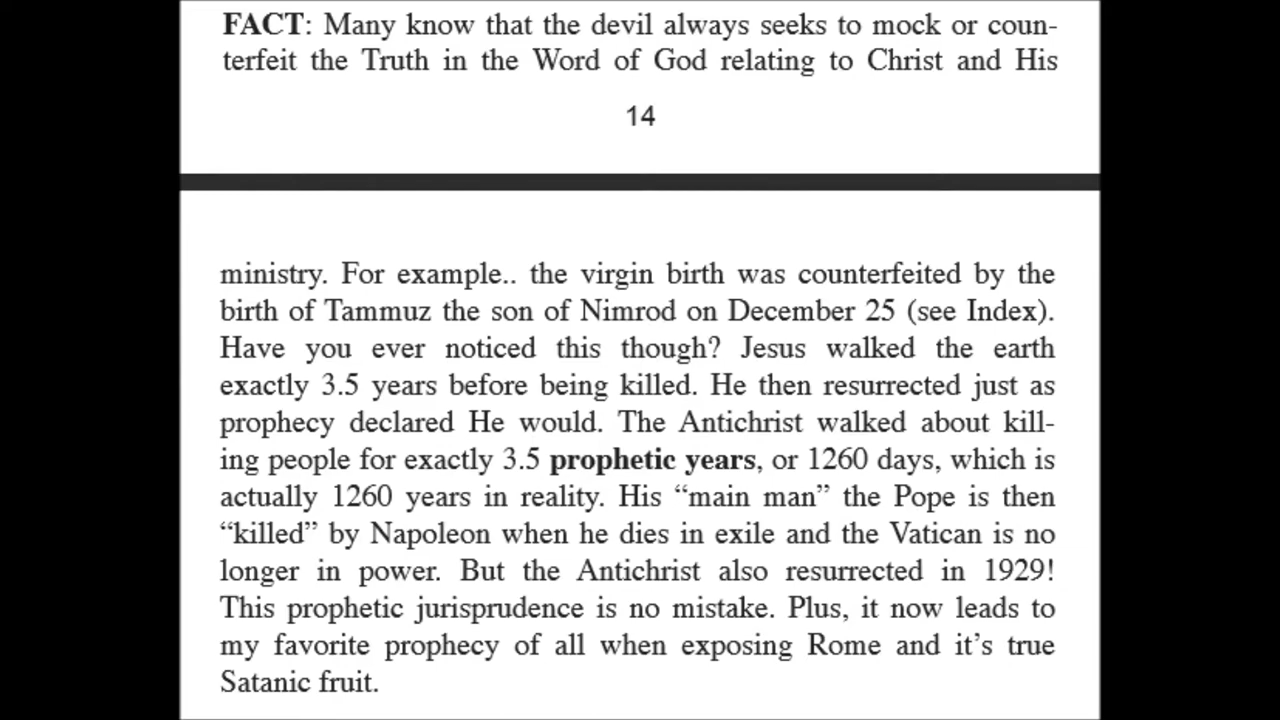 FACT: Many know that the devil always seeks to mock or coun-
terfeit the Truth in the Word of God relating to Christ and His
14
ministry. For example.. the virgin birth was counterfeited by the
birth of Tammuz the son of Nimrod on December 25 (see Index).
Have you ever noticed this though? Jesus walked the earth
exactly 3.5 years before being killed. He then resurrected just as
prophecy declared He would. The Antichrist walked about kill-
ing people for exactly 3.5 prophetic years, or 1260 days, which is
actually 1260 years in reality. His “main man” the Pope is then
“killed” by Napoleon when he dies in exile and the Vatican is no
longer in power. But the Antichrist also resurrected in 1929!
This prophetic jurisprudence is no mistake. Plus, it now leads to
my favorite prophecy of all when exposing Rome and it’s true
Satanic fruit.